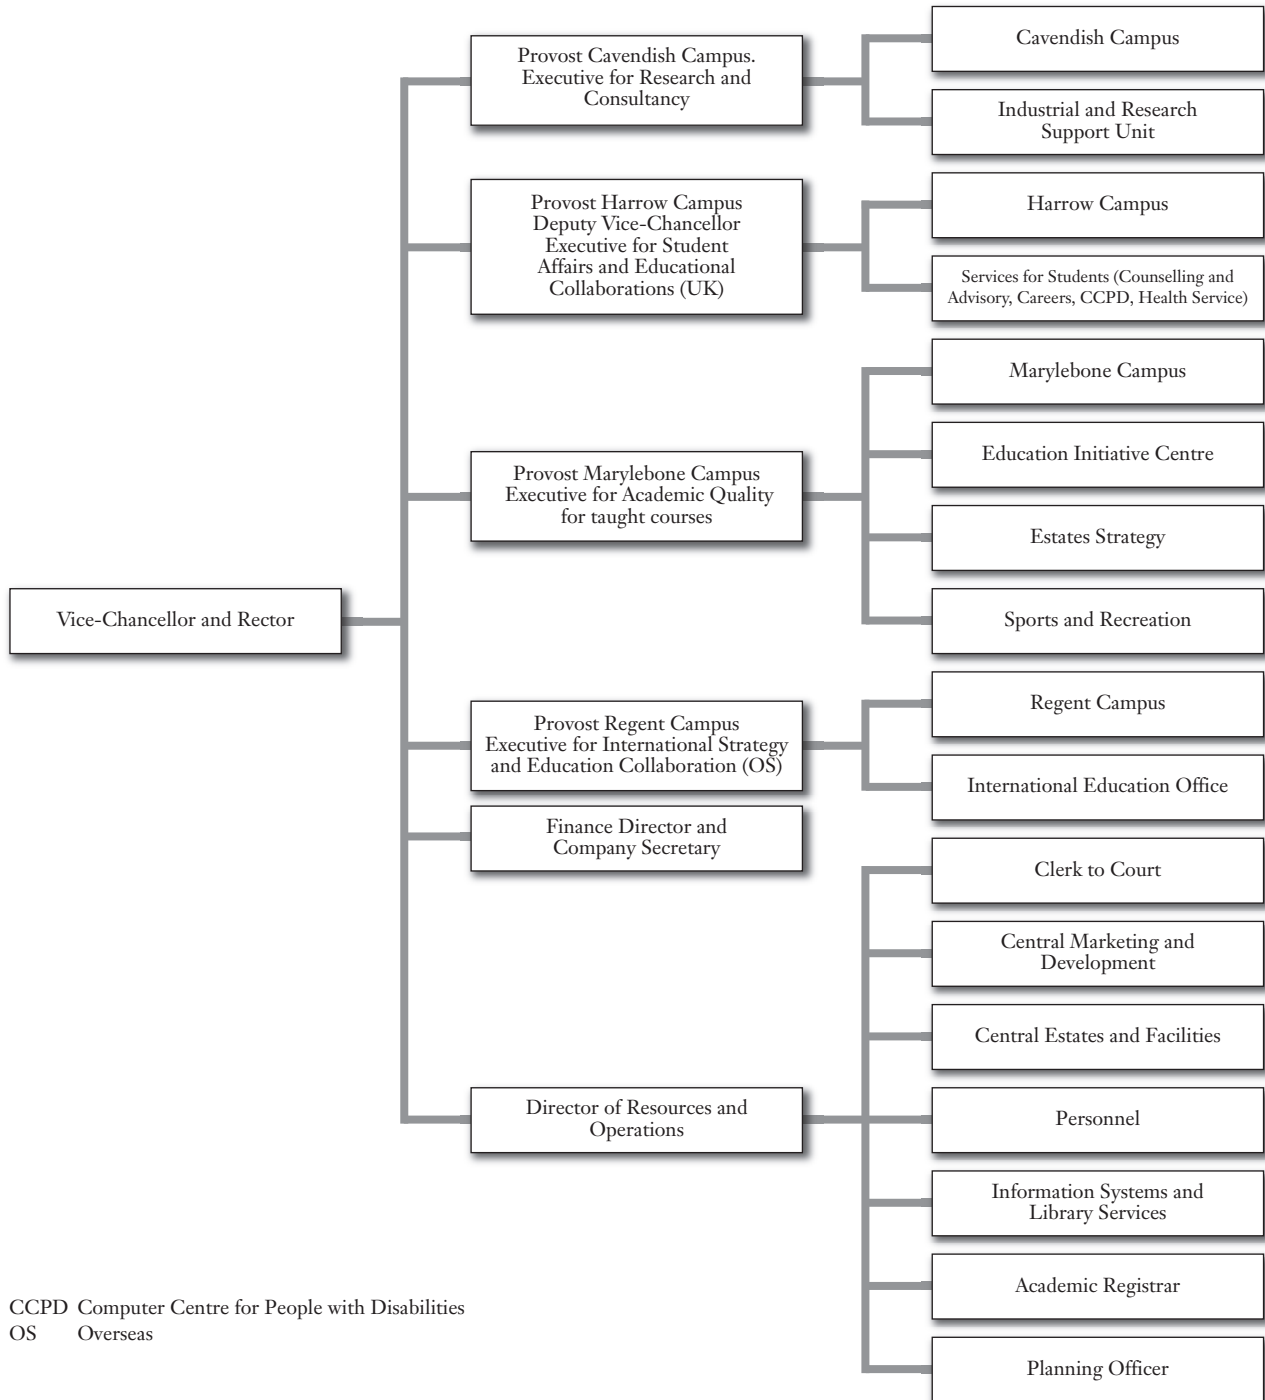 Vice-Chancellor and Rector
Provost Cavendish Campus.
Executive for Research and
Consultancy
Cavendish Campus
Industrial and Research
Support Unit
Provost Harrow Campus
Deputy Vice-Chancellor
Executive for Student
Affairs and Educational
Collaborations (UK)
Harrow Campus
Services for Students (Counselling and
Advisory, Careers, CCPD, Health Service)
Provost Marylebone Campus
Executive for Academic Quality
for taught courses
Marylebone Campus
Education Initiative Centre
Estates Strategy
Sports and Recreation
Provost Regent Campus
Executive for International Strategy
and Education Collaboration (OS)
Regent Campus
International Education Office
Finance Director and
Company Secretary
Director of Resources and
Operations
Clerk to Court
Central Marketing and
Development
Central Estates and Facilities
Personnel
Information Systems and
Library Services
Academic Registrar
Planning Officer
CCPD Computer Centre for People with Disabilities
OS Overseas